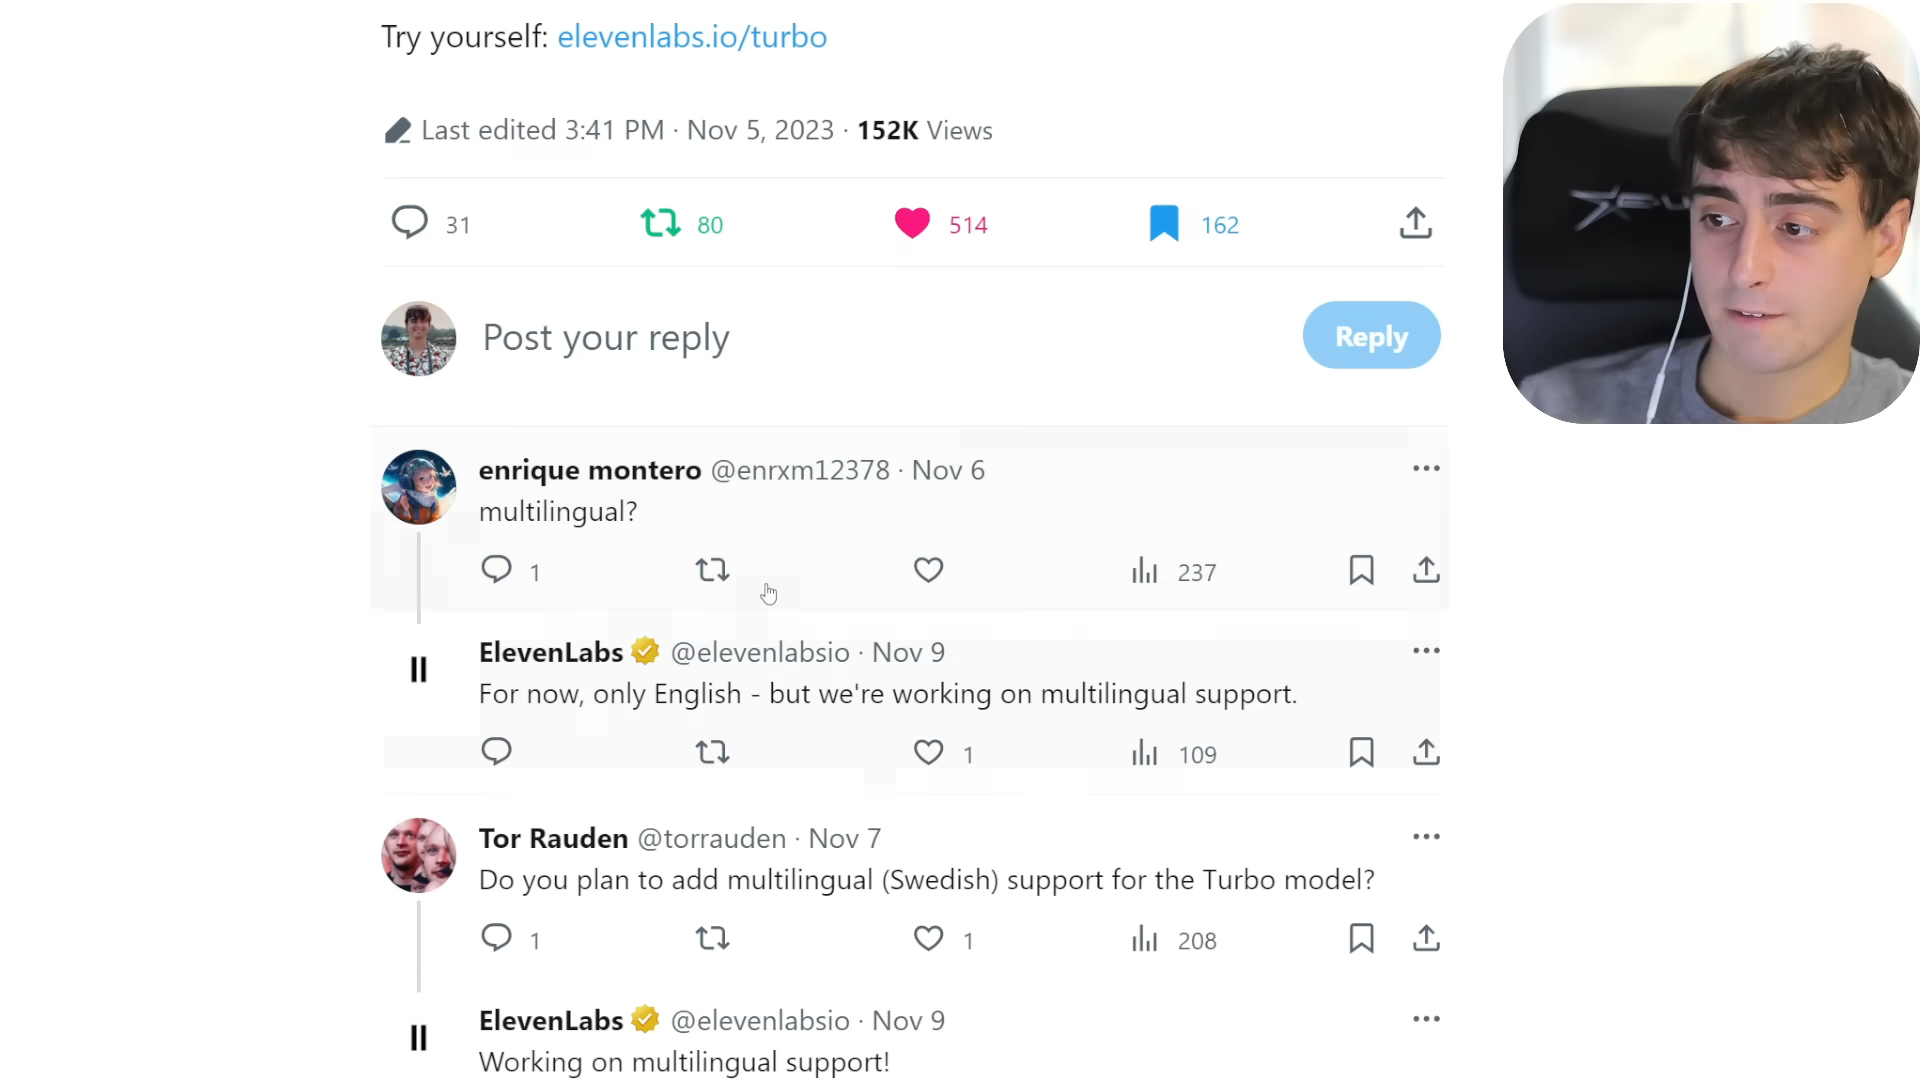 Try yourself: elevenlabs.io/turbo
Last edited 3:41 PM · Nov 5, 2023 · 152K Views
31 80 514 162
Post your reply
Reply
enrique montero @enrxm12378 · Nov 6
multilingual?
1 237
ElevenLabs @elevenlabsio · Nov 9
For now, only English - but we're working on multilingual support.
1 109
Tor Rauden @torrauden · Nov 7
Do you plan to add multilingual (Swedish) support for the Turbo model?
1 1 208
ElevenLabs @elevenlabsio · Nov 9
Working on multilingual support!